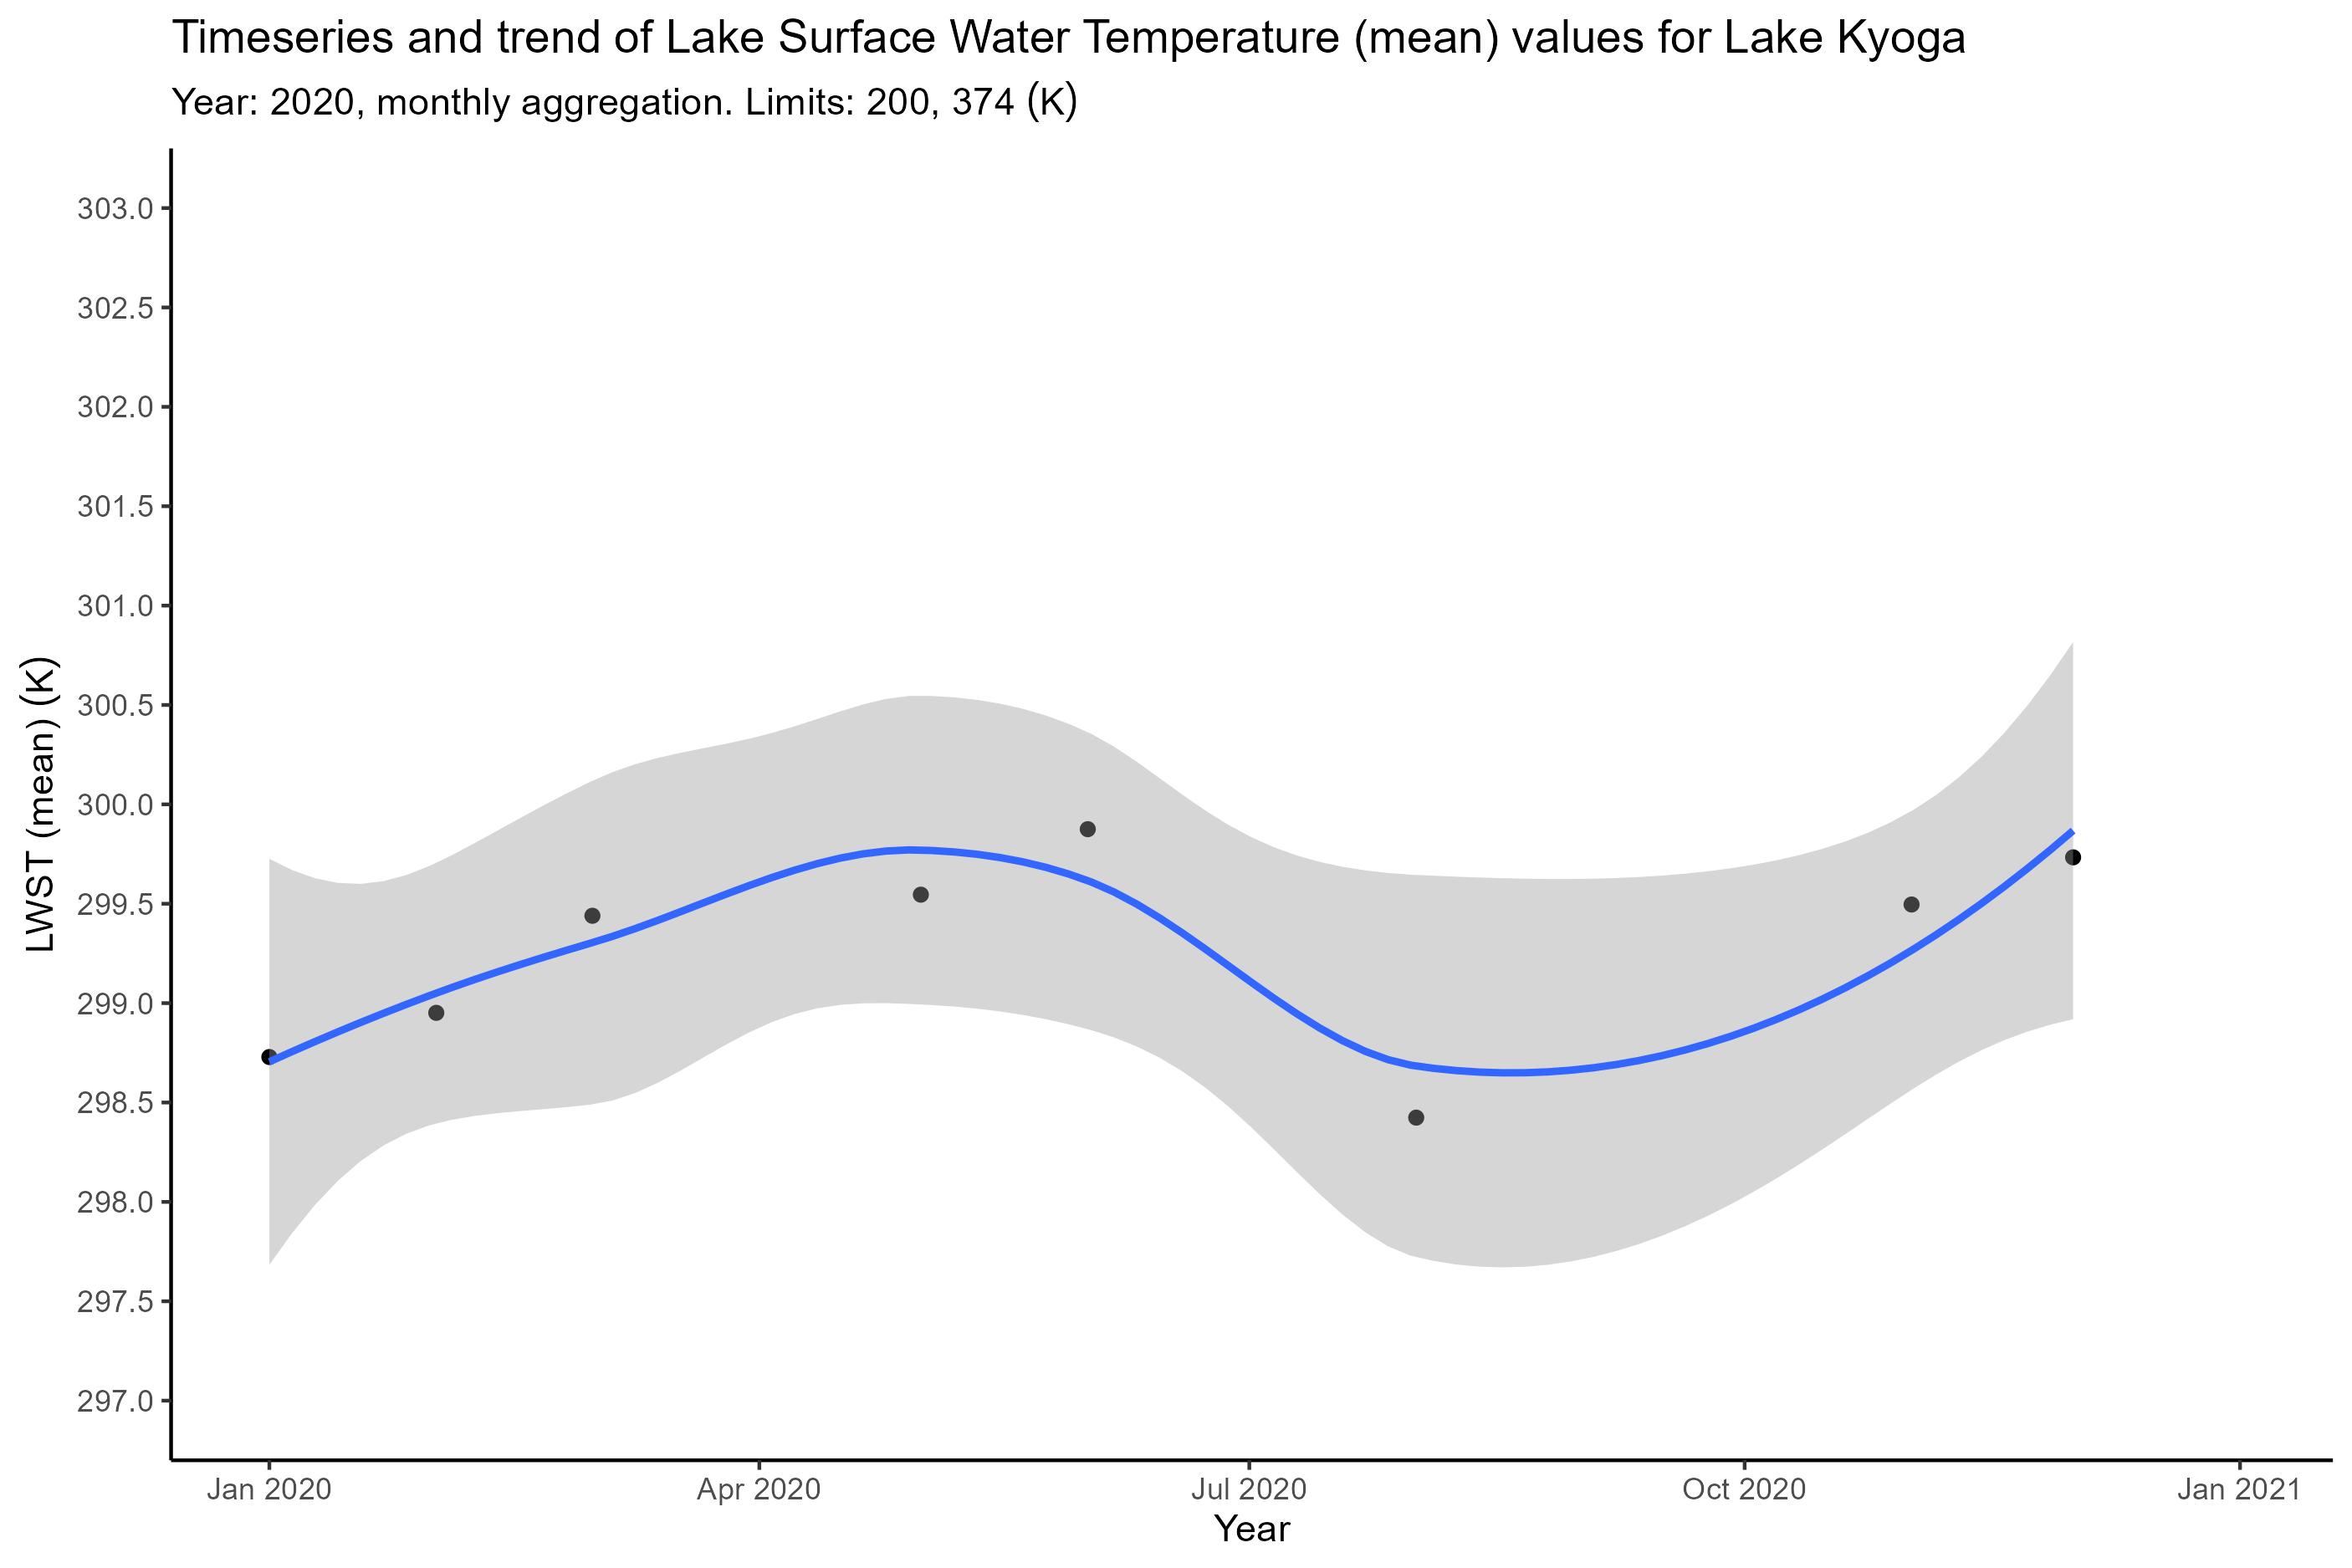 Timeseries and trend of Lake Surface Water Temperature (mean) values for Lake Kyoga
Year: 2020, monthly aggregation. Limits: 200, 374 (K)
LWST (mean) (K)
303.0
302.5
302.0
301.5
301.0
300.5
300.0
299.5
299.0
298.5
298.0
297.5
297.0
Jan 2020 Apr 2020 Jul 2020 Oct 2020 Jan 2021
Year